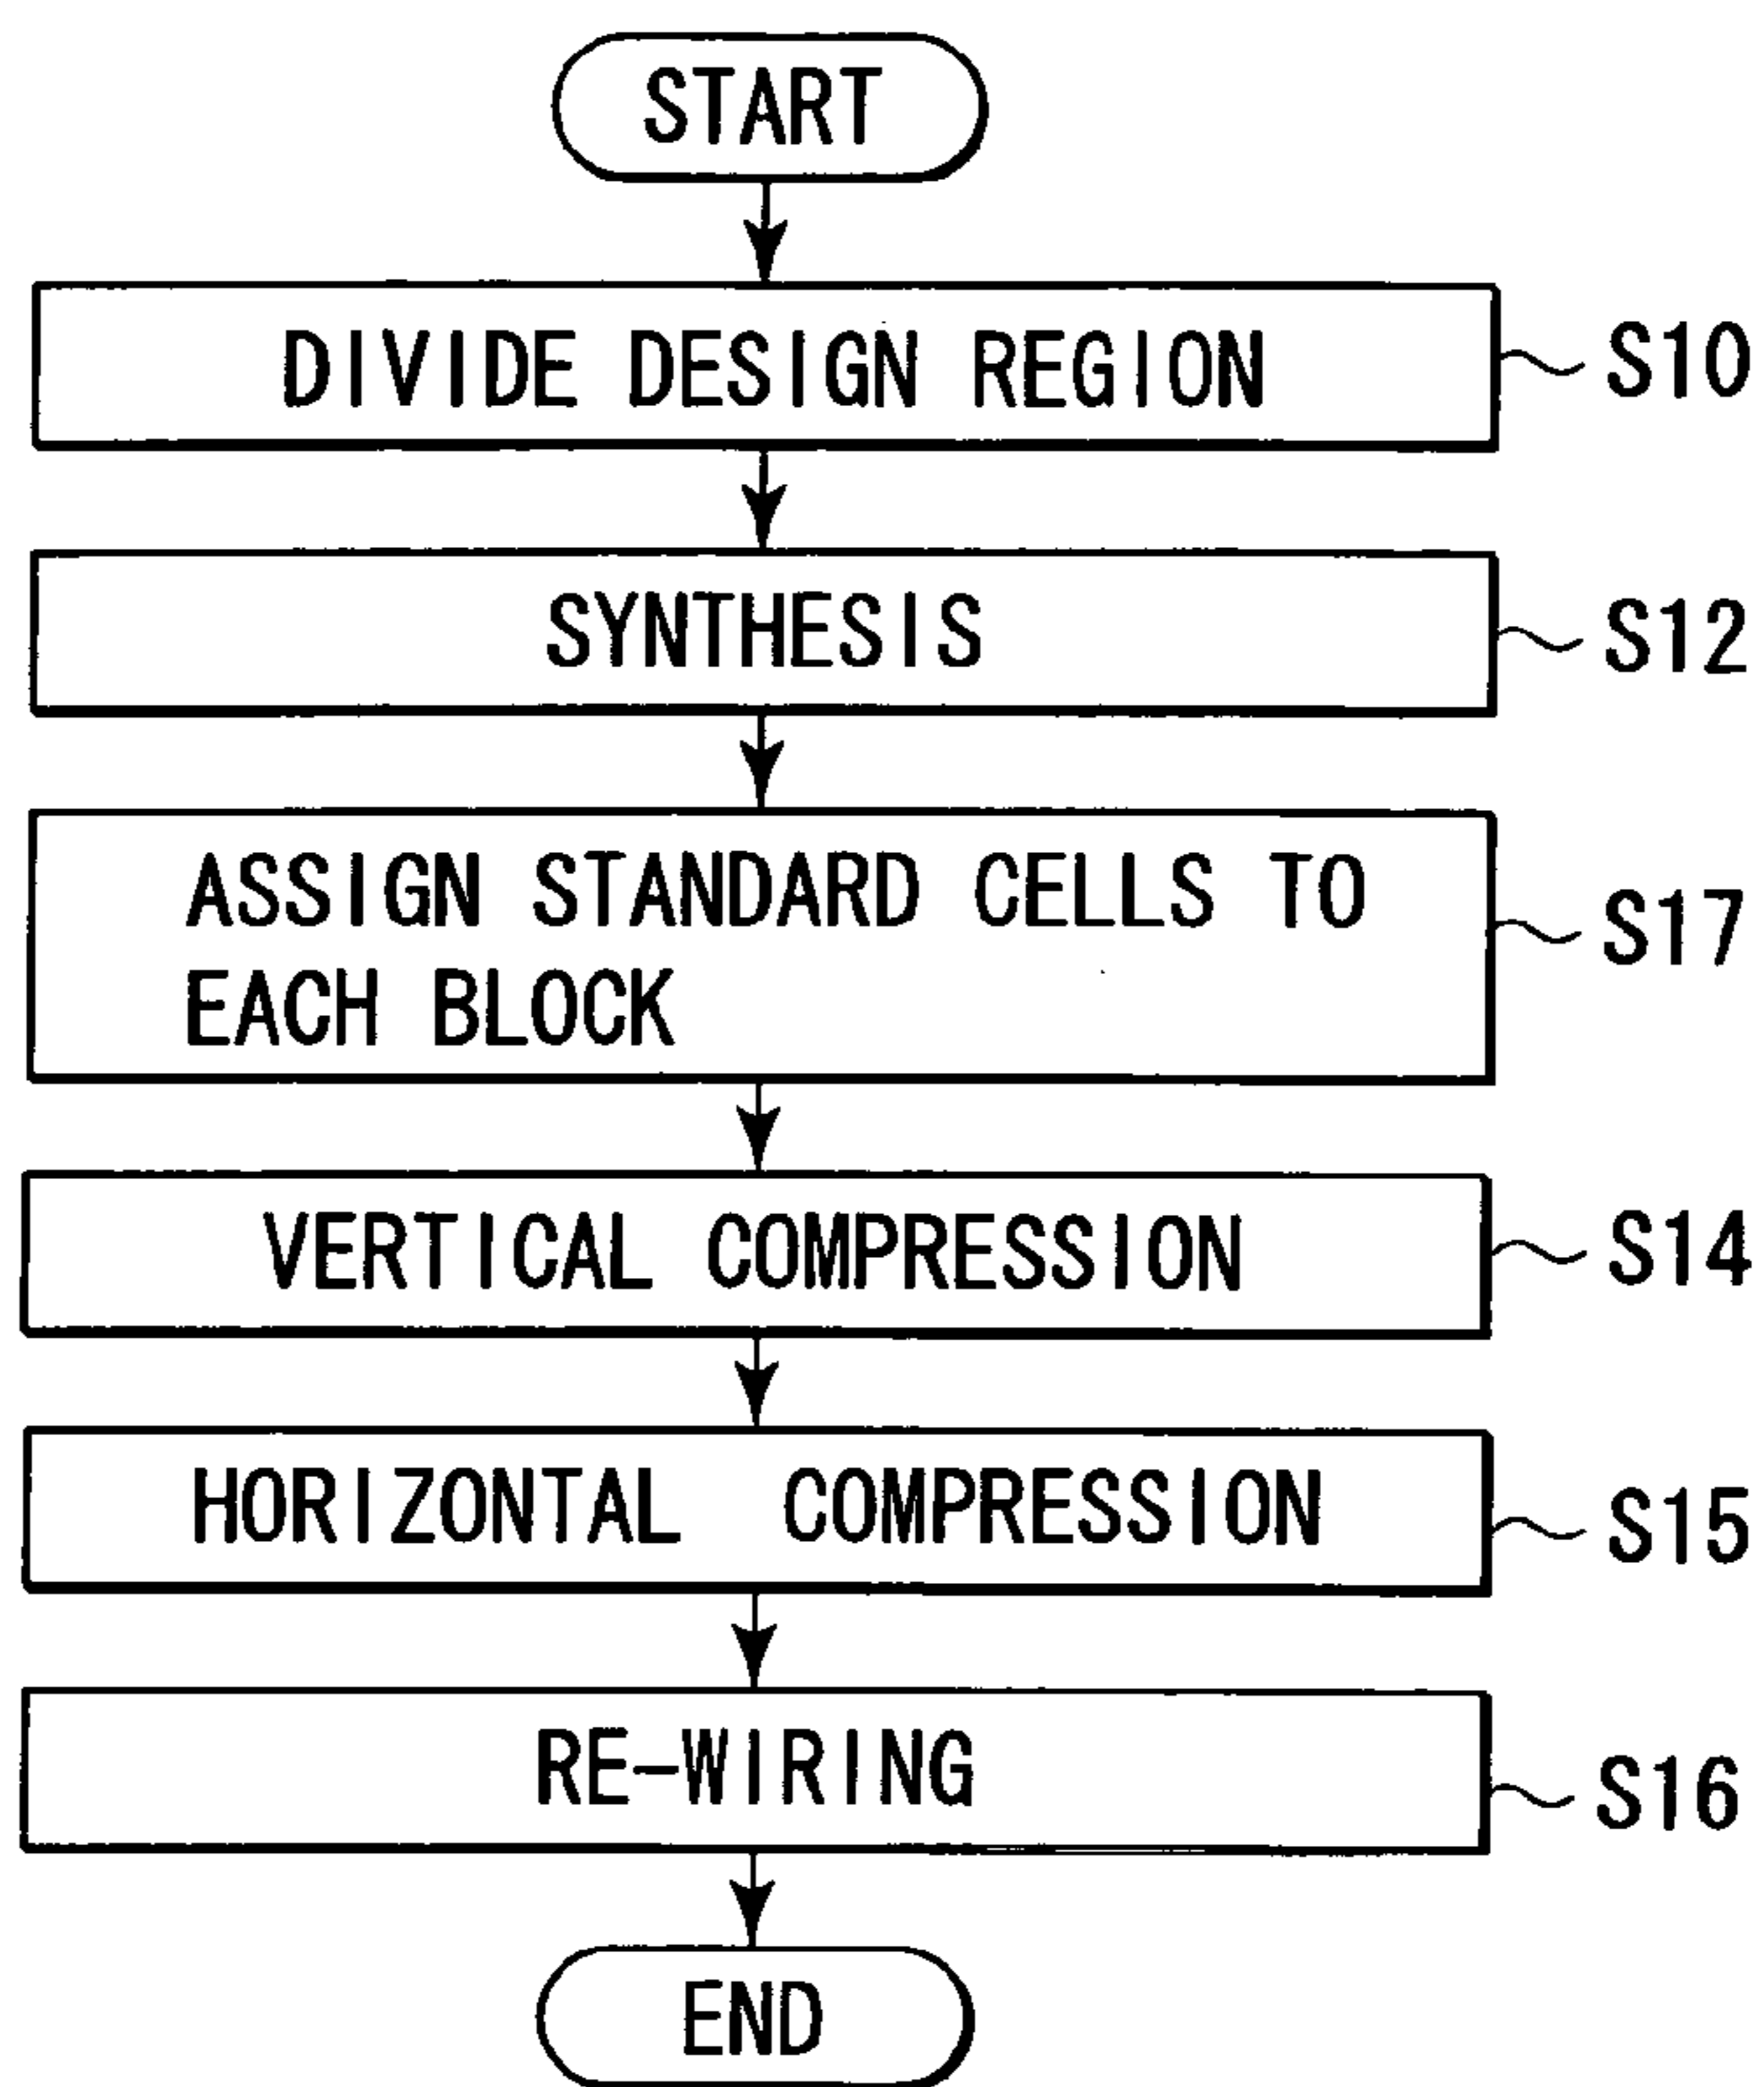 START
DIVIDE DESIGN REGION
S10
SYNTHESIS
S12
ASSIGN STANDARD CELLS TO
EACH BLOCK
S17
VERTICAL COMPRESSION
S14
HORIZONTAL COMPRESSION
S15
RE-WIRING
S16
END